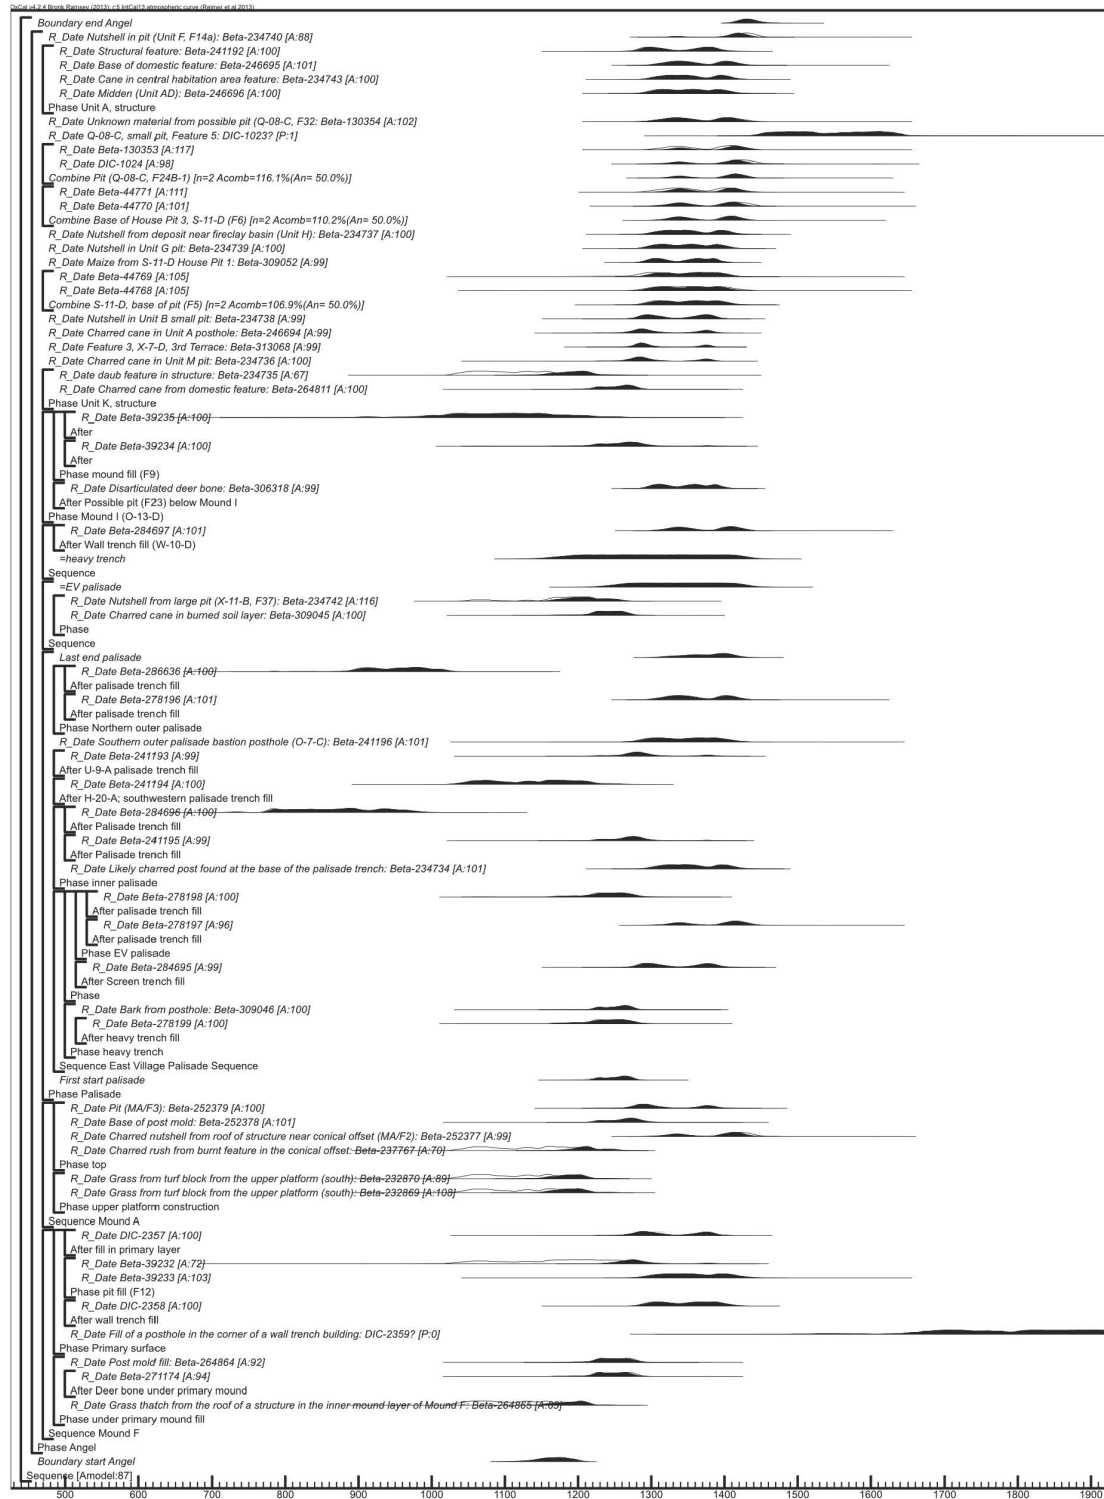 OxCal v4.2.4 Bronk Ramsey (2013); r:5 IntCal13 atmospheric curve (Reimer et al 2013)
Boundary end Angel
R_Date Nutshell in pit (Unit F, F14a): Beta-234740 [A:88]
R_Date Structural feature: Beta-241192 [A:100]
R_Date Base of domestic feature: Beta-246695 [A:101]
R_Date Cane in central habitation area feature: Beta-234743 [A:100]
R_Date Midden (Unit AD): Beta-246696 [A:100]
Phase Unit A, structure
R_Date Unknown material from possible pit (Q-08-C, F32: Beta-130354 [A:102]
R_Date Q-08-C, small pit, Feature 5: DIC-1023? [P:1]
R_Date Beta-130353 [A:117]
R_Date DIC-1024 [A:98]
Combine Pit (Q-08-C, F24B-1) [n=2 Acomb=116.1%(An= 50.0%)]
R_Date Beta-44771 [A:111]
R_Date Beta-44770 [A:101]
Combine Base of House Pit 3, S-11-D (F6) [n=2 Acomb=110.2%(An= 50.0%)]
R_Date Nutshell from deposit near fireclay basin (Unit H): Beta-234737 [A:100]
R_Date Nutshell in Unit G pit: Beta-234739 [A:100]
R_Date Maize from S-11-D House Pit 1: Beta-309052 [A:99]
R_Date Beta-44769 [A:105]
R_Date Beta-44768 [A:105]
Combine S-11-D, base of pit (F5) [n=2 Acomb=106.9%(An= 50.0%)]
R_Date Nutshell in Unit B small pit: Beta-234738 [A:99]
R_Date Charred cane in Unit A posthole: Beta-246694 [A:99]
R_Date Feature 3, X-7-D, 3rd Terrace: Beta-313068 [A:99]
R_Date Charred cane in Unit M pit: Beta-234736 [A:100]
R_Date daub feature in structure: Beta-234735 [A:67]
R_Date Charred cane from domestic feature: Beta-264811 [A:100]
Phase Unit K, structure
R_Date Beta-39235 [A:100]
After
R_Date Beta-39234 [A:100]
After
Phase mound fill (F9)
R_Date Disarticulated deer bone: Beta-306318 [A:99]
After Possible pit (F23) below Mound I
Phase Mound I (O-13-D)
R_Date Beta-284697 [A:101]
After Wall trench fill (W-10-D)
=heavy trench
Sequence
=EV palisade
R_Date Nutshell from large pit (X-11-B, F37): Beta-234742 [A:116]
R_Date Charred cane in burned soil layer: Beta-309045 [A:100]
Phase
Sequence
Last end palisade
R_Date Beta-286636 [A:100]
After palisade trench fill
R_Date Beta-278196 [A:101]
After palisade trench fill
Phase Northern outer palisade
R_Date Southern outer palisade bastion posthole (O-7-C): Beta-241196 [A:101]
R_Date Beta-241193 [A:99]
After U-9-A palisade trench fill
R_Date Beta-241194 [A:100]
After H-20-A; southwestern palisade trench fill
R_Date Beta-284696 [A:100]
After Palisade trench fill
R_Date Beta-241195 [A:99]
After Palisade trench fill
R_Date Likely charred post found at the base of the palisade trench: Beta-234734 [A:101]
Phase inner palisade
R_Date Beta-278198 [A:100]
After palisade trench fill
R_Date Beta-278197 [A:96]
After palisade trench fill
Phase EV palisade
R_Date Beta-284695 [A:99]
After Screen trench fill
Phase
R_Date Bark from posthole: Beta-309046 [A:100]
R_Date Beta-278199 [A:100]
After heavy trench fill
Phase heavy trench
Sequence East Village Palisade Sequence
First start palisade
Phase Palisade
R_Date Pit (MA/F3): Beta-252379 [A:100]
R_Date Base of post mold: Beta-252378 [A:101]
R_Date Charred nutshell from roof of structure near conical offset (MA/F2): Beta-252377 [A:99]
R_Date Charred rush from burnt feature in the conical offset: Beta-237767 [A:70]
Phase top
R_Date Grass from turf block from the upper platform (south): Beta-232870 [A:89]
R_Date Grass from turf block from the upper platform (south): Beta-232869 [A:108]
Phase upper platform construction
Sequence Mound A
R_Date DIC-2357 [A:100]
After fill in primary layer
R_Date Beta-39232 [A:72]
R_Date Beta-39233 [A:103]
Phase pit fill (F12)
R_Date DIC-2358 [A:100]
After wall trench fill
R_Date Fill of a posthole in the corner of a wall trench building: DIC-2359? [P:0]
Phase Primary surface
R_Date Post mold fill: Beta-264864 [A:92]
R_Date Beta-271174 [A:94]
After Deer bone under primary mound
R_Date Grass thatch from the roof of a structure in the inner mound layer of Mound F: Beta-264865
Phase under primary mound fill
Sequence Mound F
Phase Angel
Boundary start Angel
Sequence [Amodel:87]
500 600 700 800 900 1000 1100 1200 1300 1400 1500 1600 1700 1800 1900